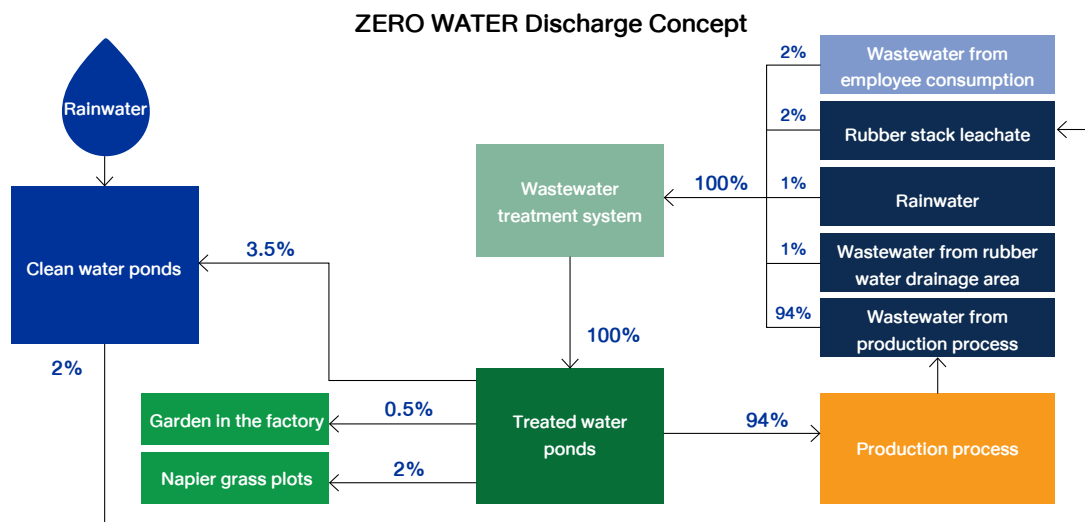 ZERO WATER Discharge Concept
Rainwater
Clean water ponds
2%
3.5%
Wastewater
treatment system
100%
100%
2%
Wastewater from
employee consumption
2%
Rubber stack leachate
1%
Rainwater
1%
Wastewater from rubber
water drainage area
94%
Wastewater from
production process
Garden in the factory
0.5%
Napier grass plots
2%
Treated water
ponds
94%
Production process